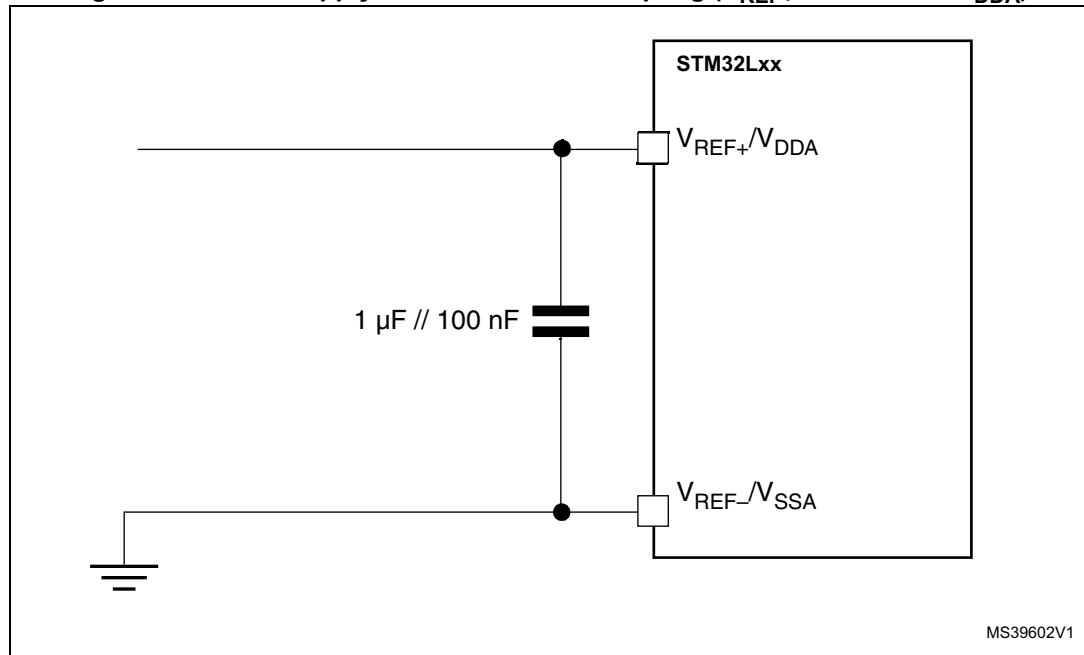 STM32Lxx
VREF+/VDDA
1 µF // 100 nF
VREF–/VSSA
MS39602V1